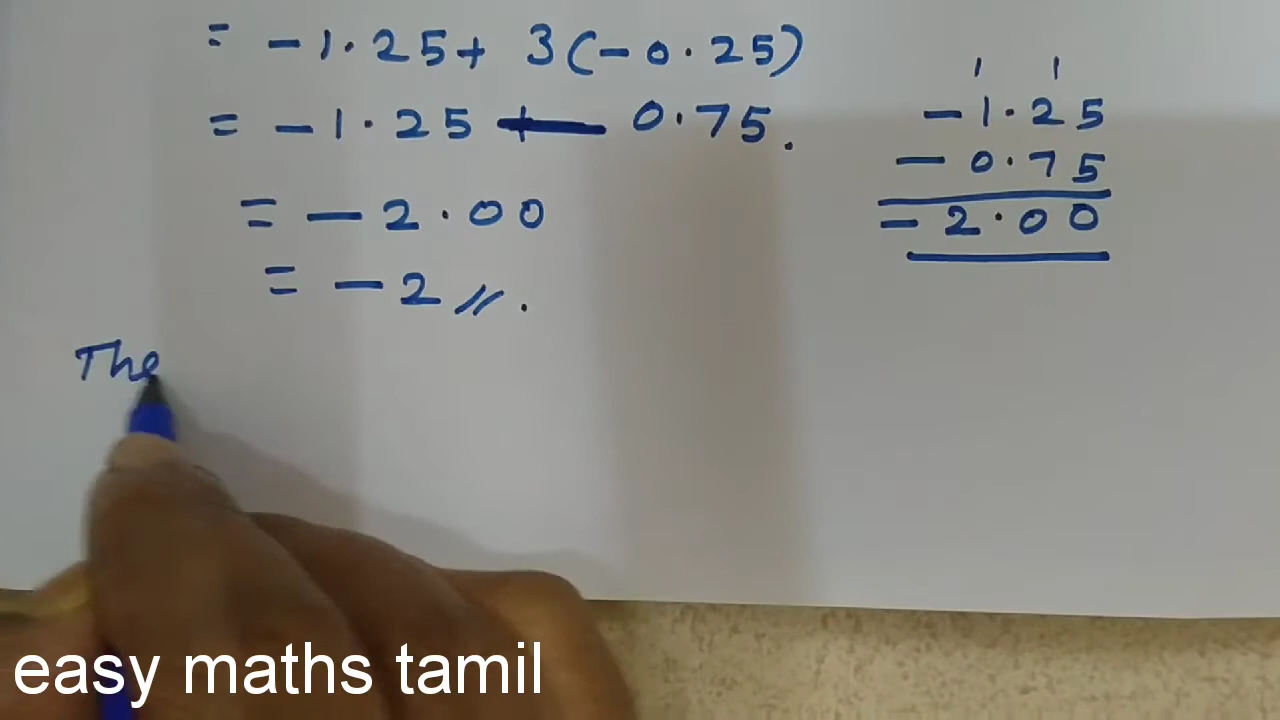 = -1.25 + 3(-0.25)
= -1.25 — 0.75.
= -2.00
= -2 //.
1 1
-1.25
-0.75
-2.00
The
easy maths tamil